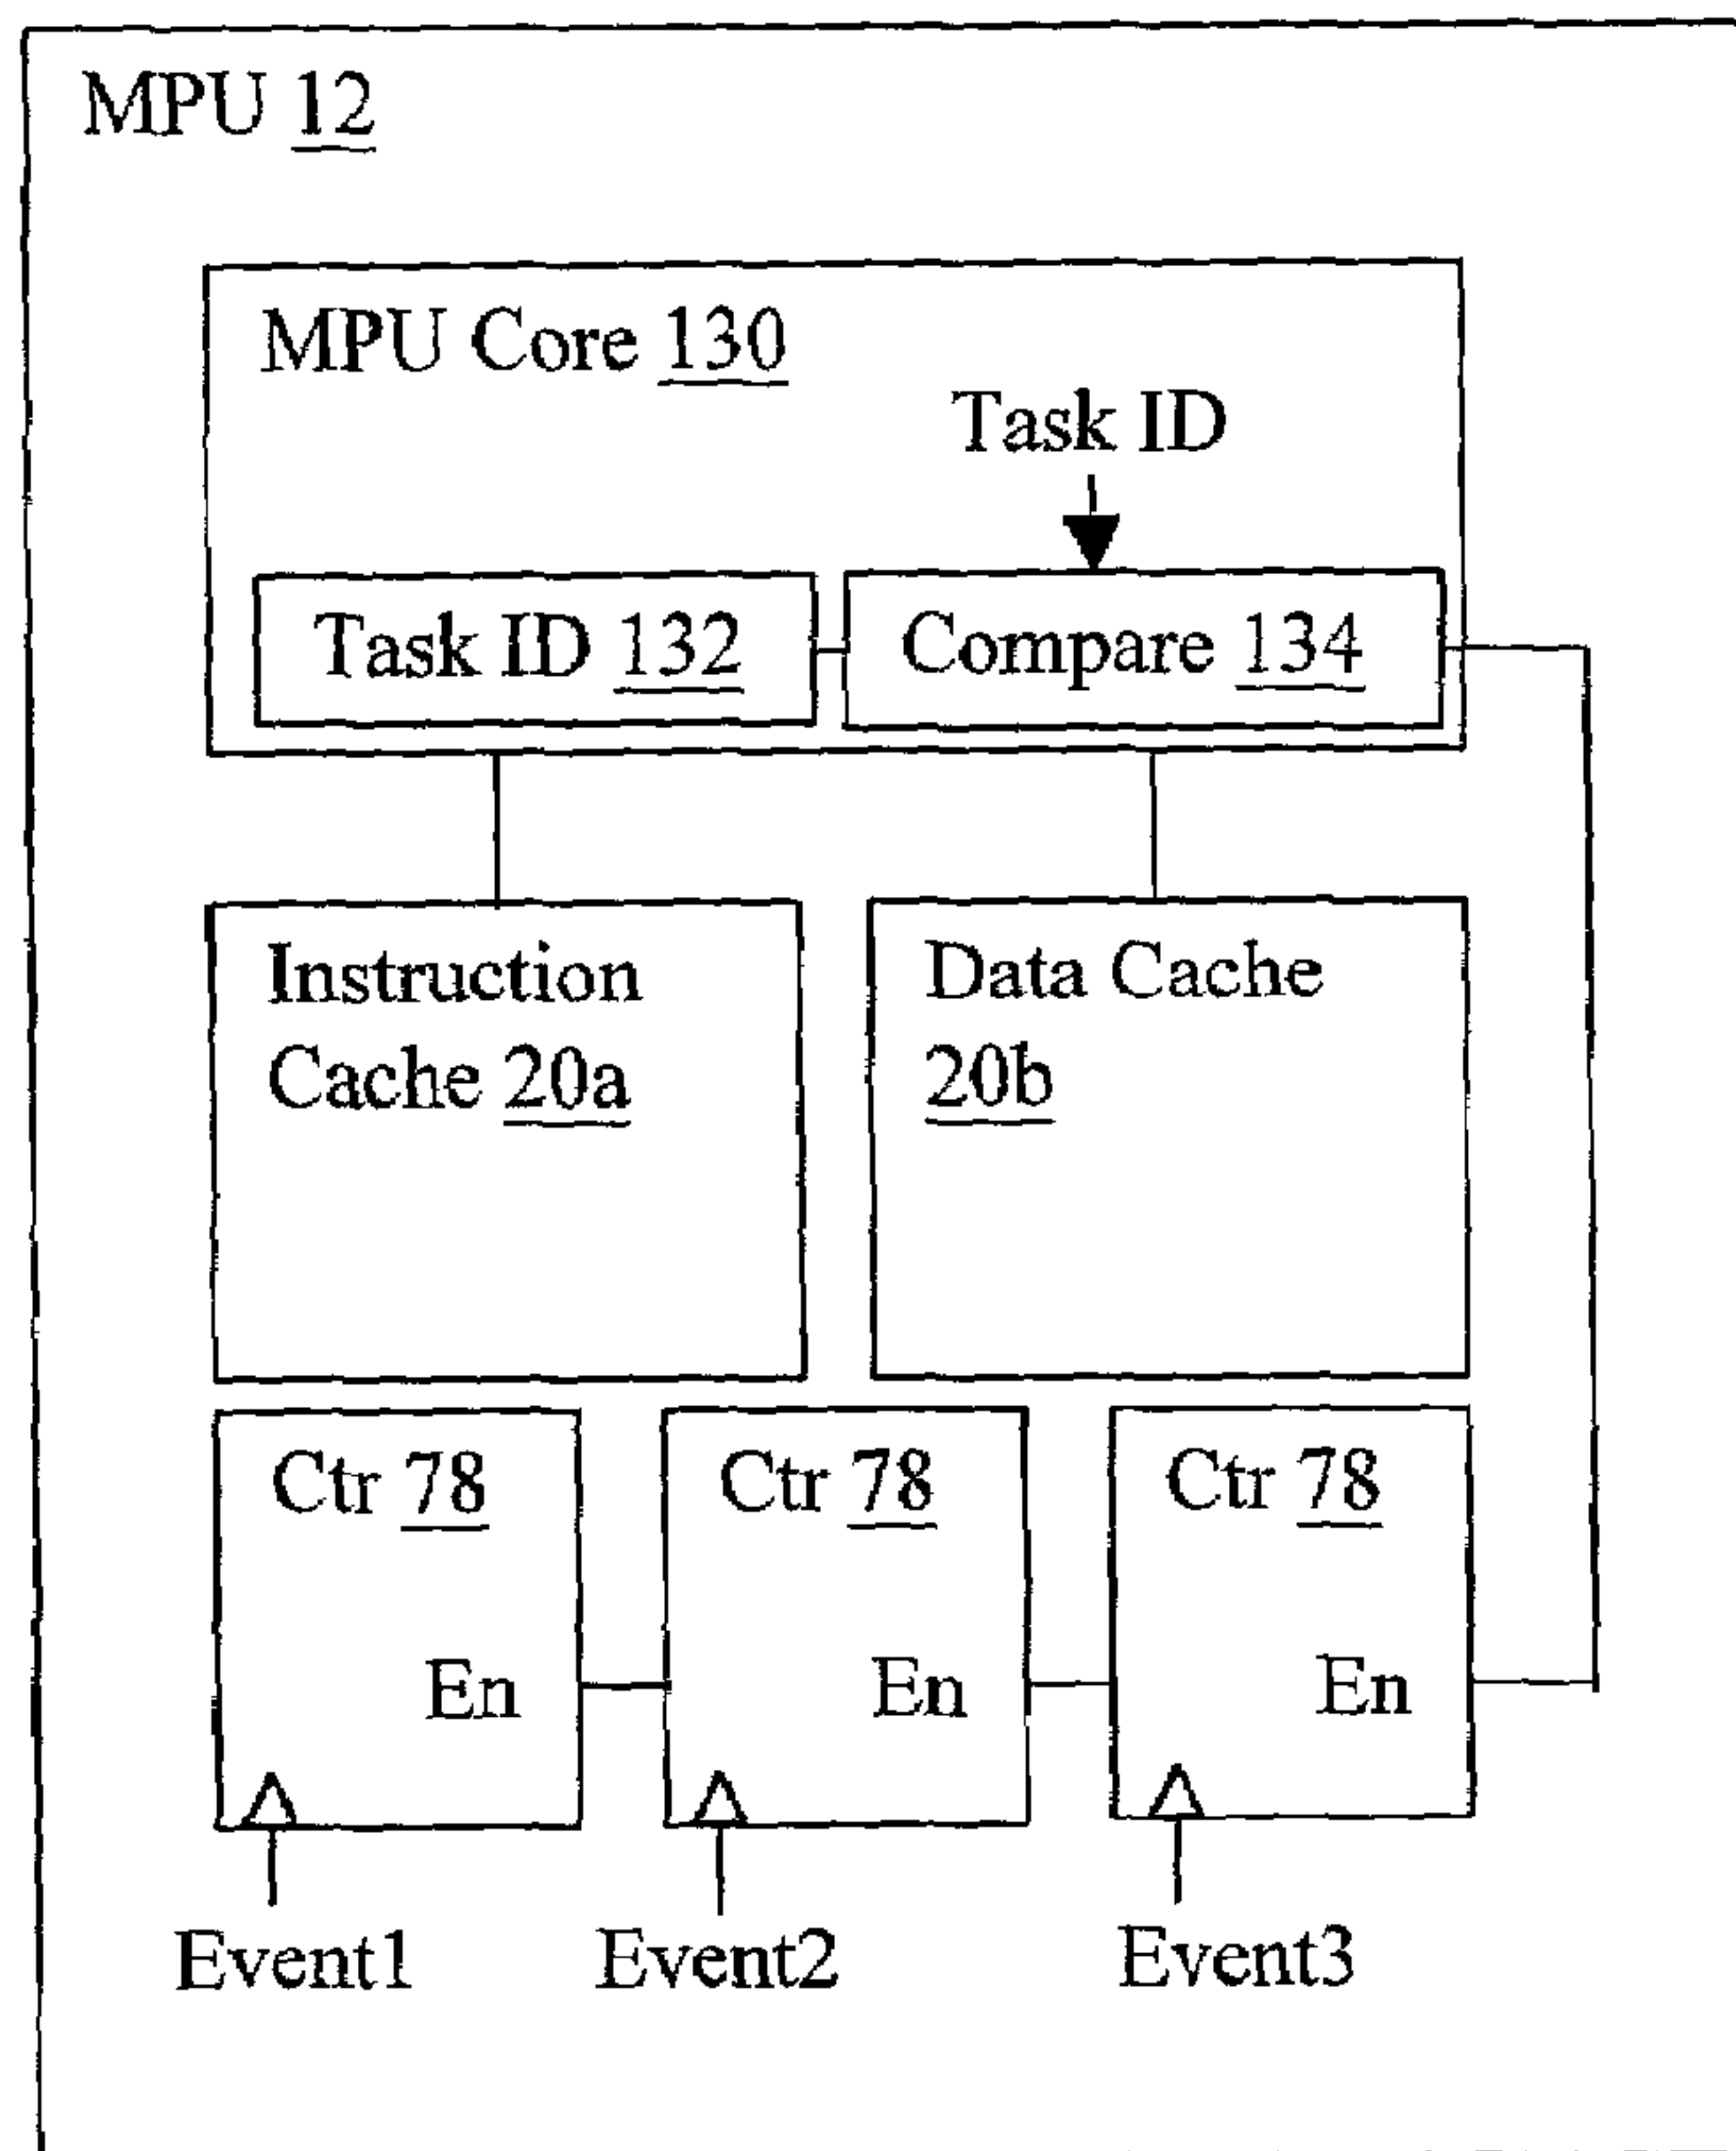 MPU 12
MPU Core 130
Task ID
Task ID 132
Compare 134
Instruction
Cache 20a
Data Cache
20b
Ctr 78
Ctr 78
Ctr 78
En
En
En
Event1
Event2
Event3